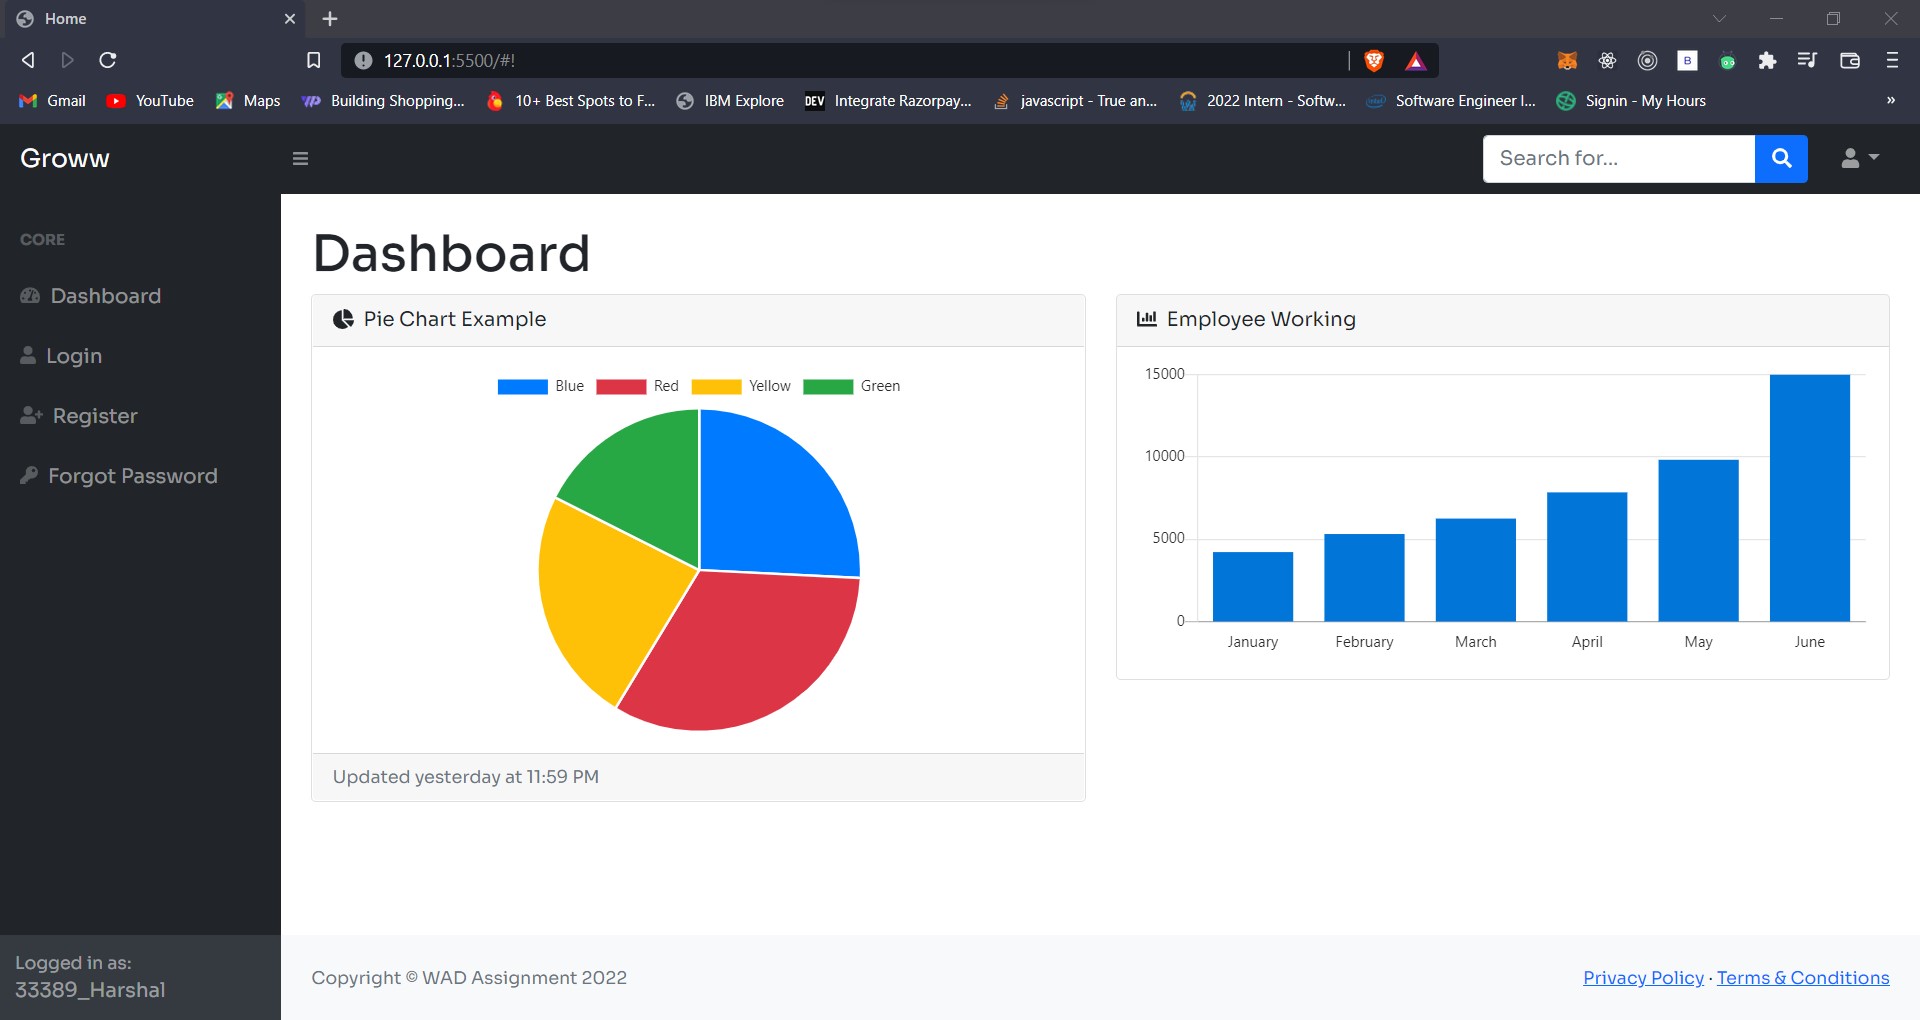 Home
127.0.0.1:5500/#!
Gmail
YouTube
Maps
Building Shopping...
10+ Best Spots to F...
IBM Explore
DEV
Integrate Razorpay...
javascript - True an...
2022 Intern - Softw...
Software Engineer I...
Signin - My Hours
»
Groww
Search for...
CORE
Dashboard
Login
Register
Forgot Password
Logged in as:
33389_Harshal
Dashboard
Pie Chart Example
Blue Red Yellow Green
Updated yesterday at 11:59 PM
Employee Working
15000
10000
5000
0
January February March April May June
Copyright © WAD Assignment 2022
Privacy Policy · Terms & Conditions